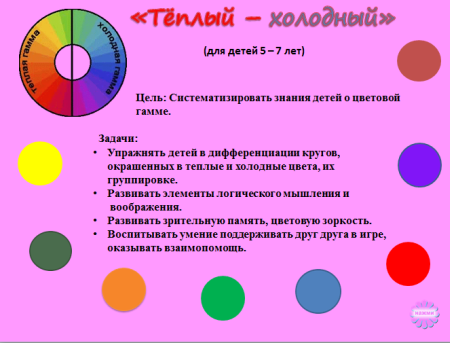 «Тёплый – холодный»
(для детей 5 – 7 лет)
теплая гамма
холодная гамма
Цель: Систематизировать знания детей о цветовой
гамме.
Задачи:
• Упражнять детей в дифференциации кругов,
окрашенных в теплые и холодные цвета, их
группировке.
• Развивать элементы логического мышления и
воображения.
• Развивать зрительную память, цветовую зоркость.
• Воспитывать умение поддерживать друг друга в игре,
оказывать взаимопомощь.